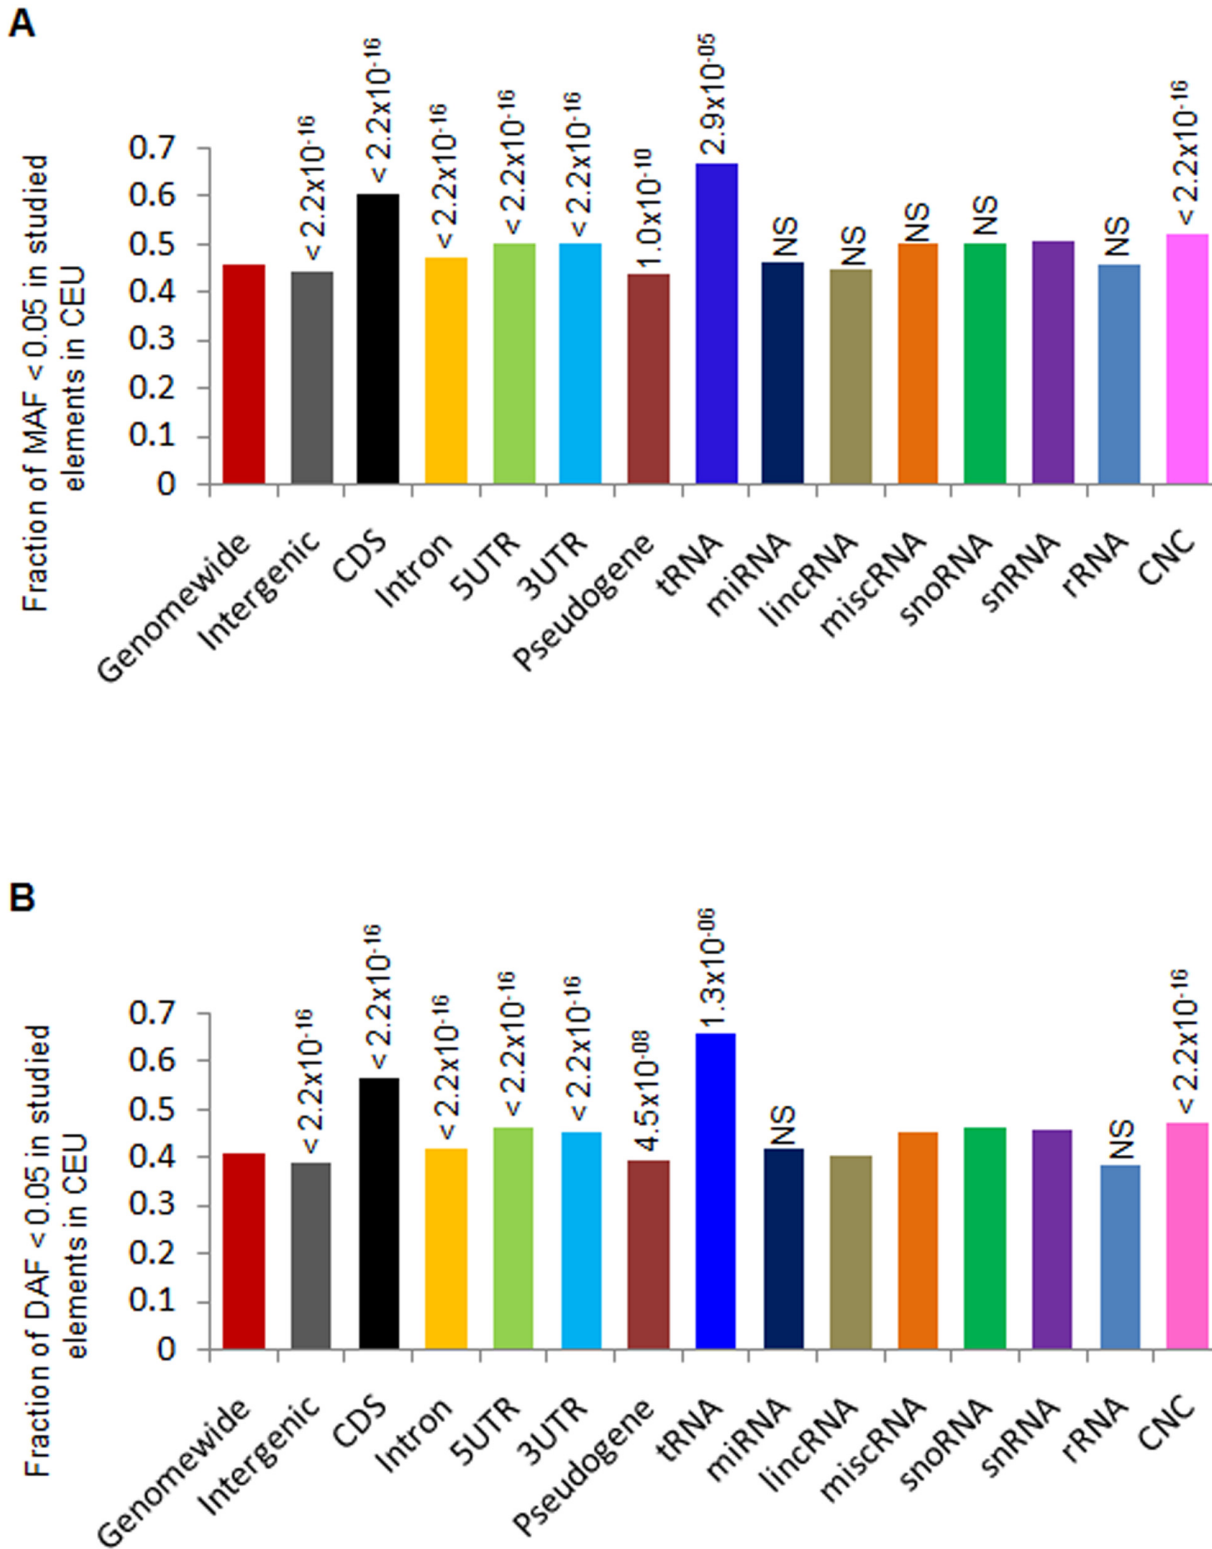 A
Fraction of MAF < 0.05 in studied
elements in CEU
0.7
0.6
0.5
0.4
0.3
0.2
0.1
0
< 2.2x10-16
< 2.2x10-16
< 2.2x10-16
< 2.2x10-16
< 2.2x10-16
1.0x10-10
2.9x10-05
NS
NS
NS
NS
NS
< 2.2x10-16
Genomewide
Intergenic
CDS
Intron
5UTR
3UTR
Pseudogene
tRNA
miRNA
lincRNA
miscRNA
snoRNA
snRNA
rRNA
CNC
B
Fraction of DAF < 0.05 in studied
elements in CEU
0.7
0.6
0.5
0.4
0.3
0.2
0.1
0
< 2.2x10-16
< 2.2x10-16
< 2.2x10-16
< 2.2x10-16
< 2.2x10-16
4.5x10-08
1.3x10-06
NS
NS
< 2.2x10-16
Genomewide
Intergenic
CDS
Intron
5UTR
3UTR
Pseudogene
tRNA
miRNA
lincRNA
miscRNA
snoRNA
snRNA
rRNA
CNC